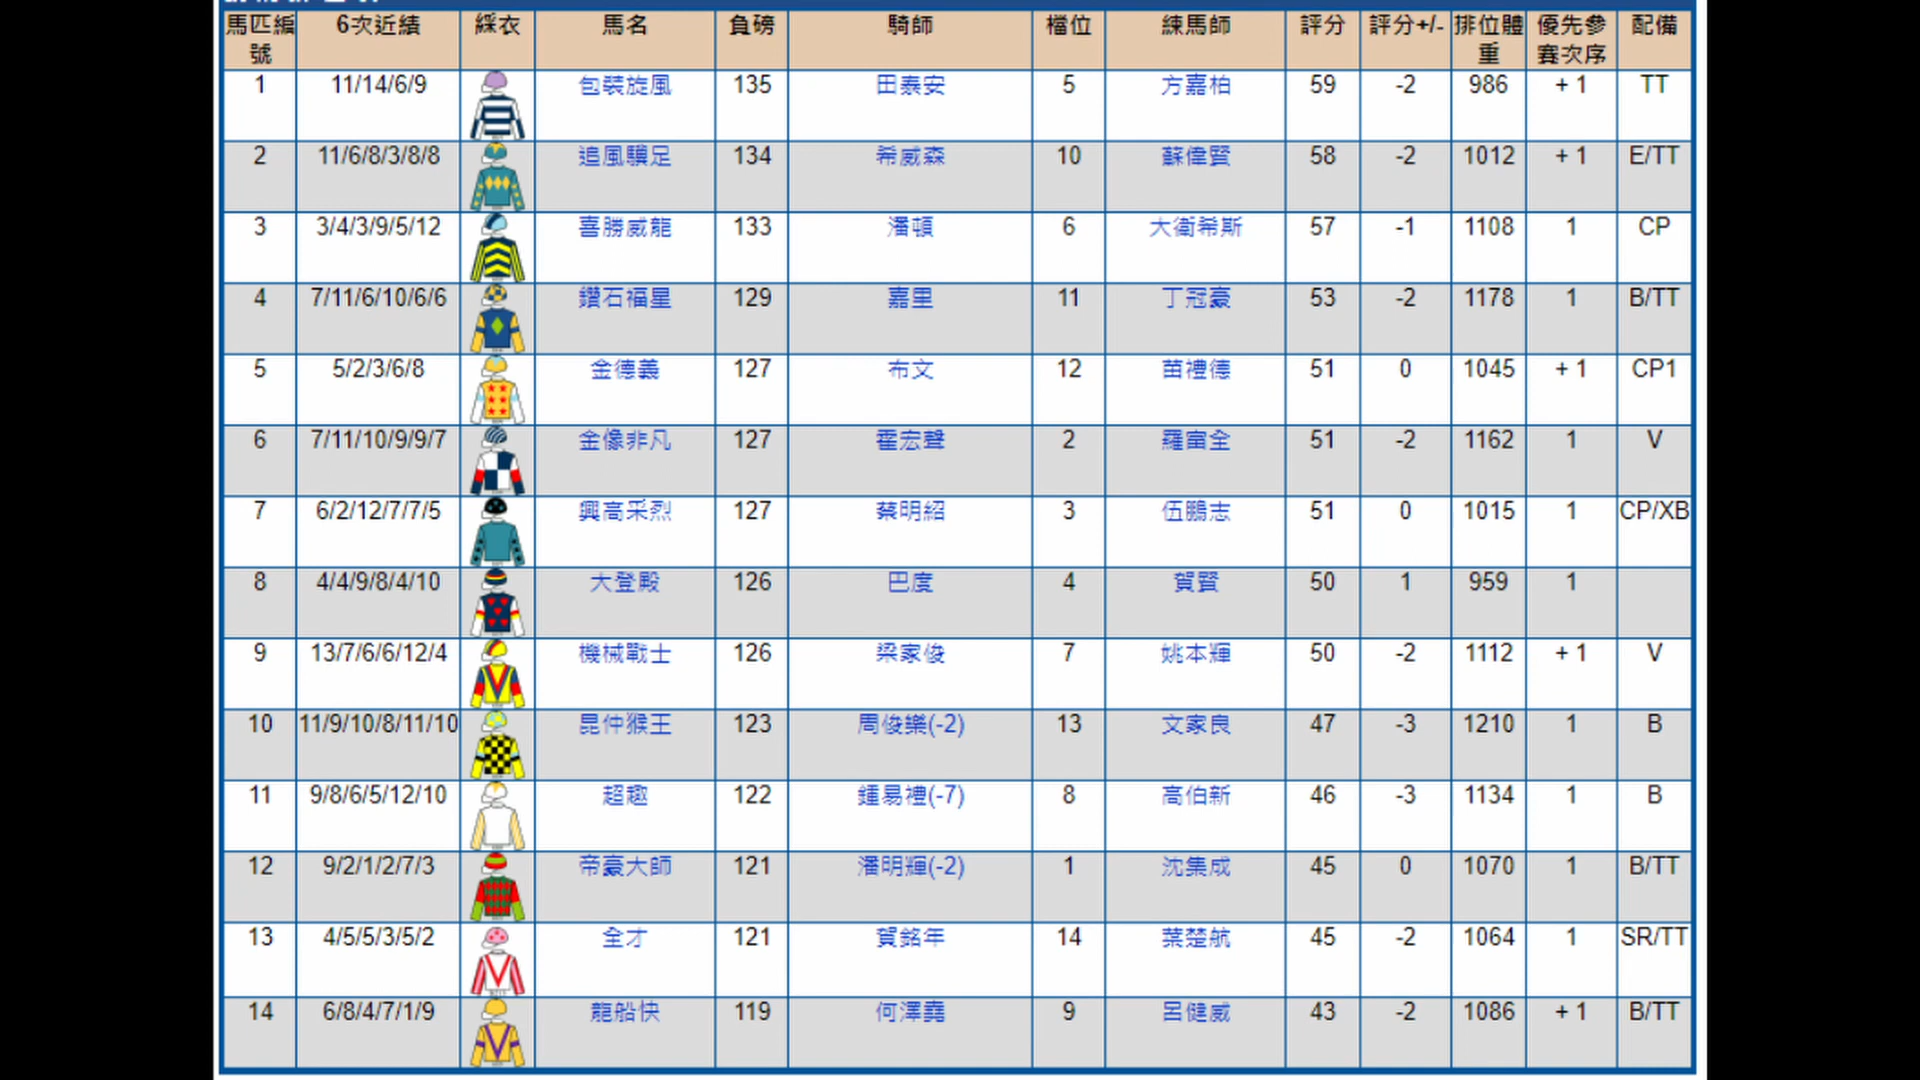 馬匹編號 6次近績 綵衣 馬名 負磅 騎師 檔位 練馬師 評分 評分+/- 排位體重 優先參賽次序 配備
1 11/14/6/9 包裝旋風 135 田泰安 5 方嘉柏 59 -2 986 + 1 TT
2 11/6/8/3/8/8 追風驥足 134 希威森 10 蘇偉賢 58 -2 1012 + 1 E/TT
3 3/4/3/9/5/12 喜勝威龍 133 潘頓 6 大衛希斯 57 -1 1108 1 CP
4 7/11/6/10/6/6 鑽石福星 129 嘉里 11 丁冠豪 53 -2 1178 1 B/TT
5 5/2/3/6/8 金德義 127 布文 12 苗禮德 51 0 1045 + 1 CP1
6 7/11/10/9/9/7 金像非凡 127 霍宏聲 2 羅富全 51 -2 1162 1 V
7 6/2/12/7/7/5 興高采烈 127 蔡明紹 3 伍鵬志 51 0 1015 1 CP/XB
8 4/4/9/8/4/10 大登殿 126 巴度 4 賀賢 50 1 959 1
9 13/7/6/6/12/4 機械戰士 126 梁家俊 7 姚本輝 50 -2 1112 + 1 V
10 11/9/10/8/11/10 昆仲猴王 123 周俊樂(-2) 13 文家良 47 -3 1210 1 B
11 9/8/6/5/12/10 超趣 122 鍾易禮(-7) 8 高伯新 46 -3 1134 1 B
12 9/2/1/2/7/3 帝豪大師 121 潘明輝(-2) 1 沈集成 45 0 1070 1 B/TT
13 4/5/5/3/5/2 全才 121 賀銘年 14 葉楚航 45 -2 1064 1 SR/TT
14 6/8/4/7/1/9 龍船快 119 何澤堯 9 呂健威 43 -2 1086 + 1 B/TT